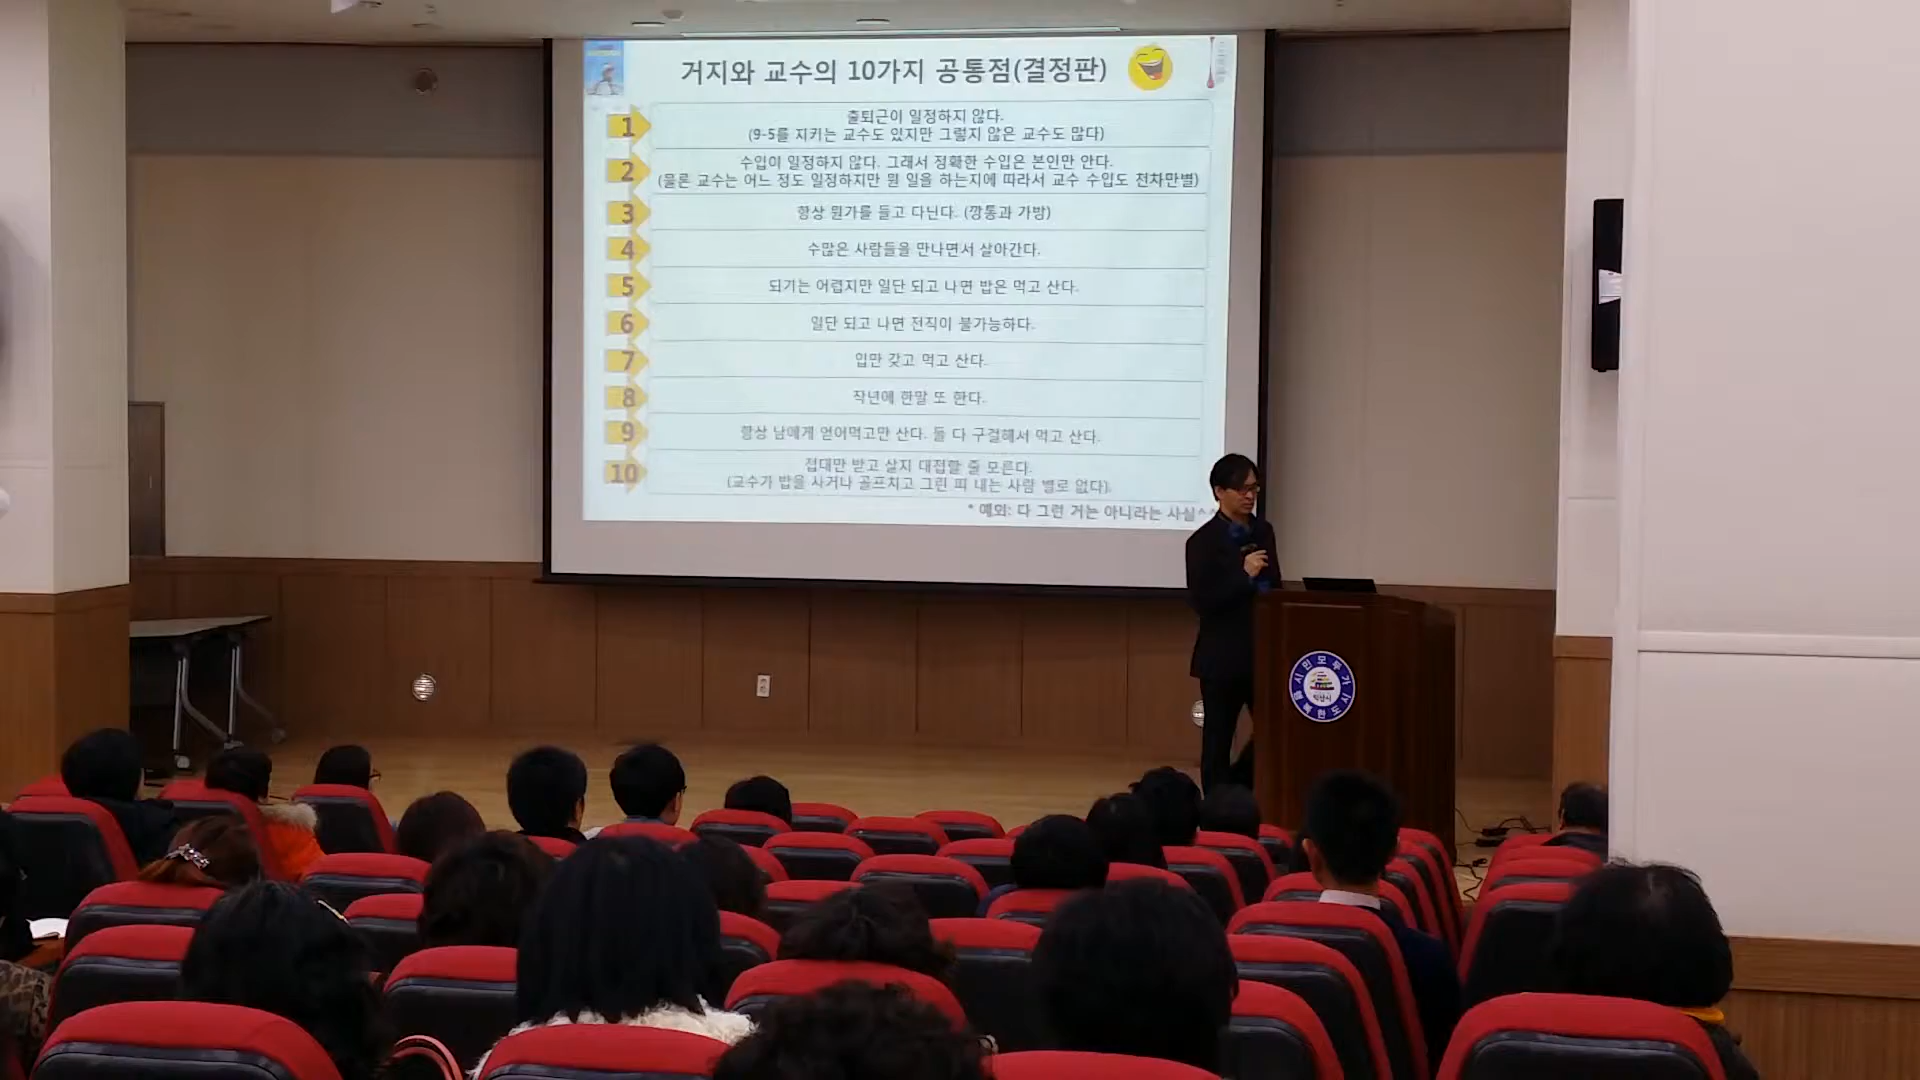 거지와 교수의 10가지 공통점(결정판)
1
출퇴근이 일정하지 않다.
(9-5를 지키는 교수도 있지만 그렇지 않은 교수도 많다)
2
수입이 일정하지 않다. 그래서 정확한 수입은 본인만 안다.
(물론 교수는 어느 정도 일정하지만 뭔 일을 하는지에 따라서 교수 수입도 천차만별)
3
항상 뭔가를 들고 다닌다. (깡통과 가방)
4
수많은 사람들을 만나면서 살아간다.
5
되기는 어렵지만 일단 되고 나면 밥은 먹고 산다.
6
일단 되고 나면 전직이 불가능하다.
7
입만 갖고 먹고 산다.
8
작년에 한말 또 한다.
9
항상 남에게 얻어먹고만 산다. 둘 다 구걸해서 먹고 산다.
10
접대만 받고 살지 대접할 줄 모른다.
(교수가 밥을 사거나 골프치고 그린 피 내는 사람 별로 없다).
* 예외: 다 그런 거는 아니라는 사실^^
시민모두가
행복한도시
익산시